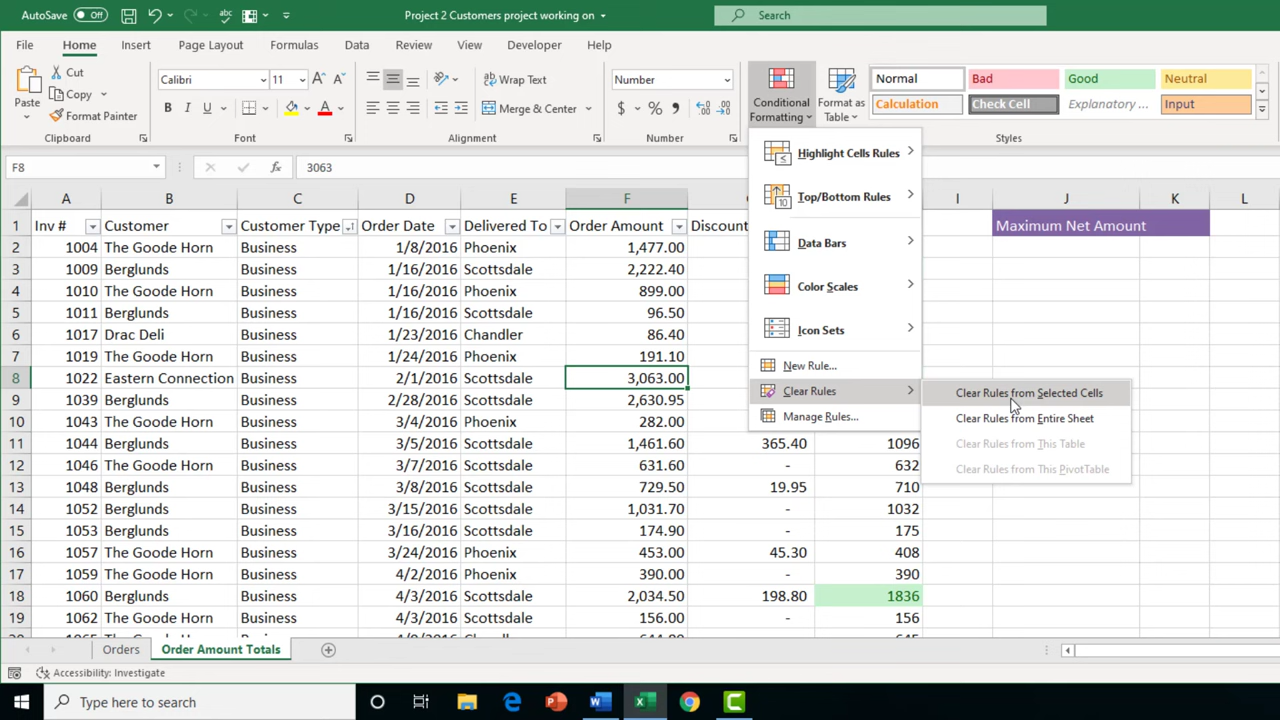 AutoSave Off Project 2 Customers project working on Search
File Home Insert Page Layout Formulas Data Review View Developer Help
Paste
Cut
Copy
Format Painter
Clipboard
Calibri 11
B I U
Font
Wrap Text
Merge & Center
Alignment
Number
$ %
Number
Conditional Formatting
Format as Table
Normal Bad Good Neutral
Calculation Check Cell Explanatory ... Input
Styles
F8 fx 3063
Highlight Cells Rules
Top/Bottom Rules
Data Bars
Color Scales
Icon Sets
New Rule...
Clear Rules
Manage Rules...
Clear Rules from Selected Cells
Clear Rules from Entire Sheet
Clear Rules from This Table
Clear Rules from This PivotTable
A B C D E F I J K L
1 Inv # Customer Customer Type Order Date Delivered To Order Amount Discount Maximum Net Amount
2 1004 The Goode Horn Business 1/8/2016 Phoenix 1,477.00
3 1009 Berglunds Business 1/16/2016 Scottsdale 2,222.40
4 1010 The Goode Horn Business 1/16/2016 Phoenix 899.00
5 1011 Berglunds Business 1/16/2016 Scottsdale 96.50
6 1017 Drac Deli Business 1/23/2016 Chandler 86.40
7 1019 The Goode Horn Business 1/24/2016 Phoenix 191.10
8 1022 Eastern Connection Business 2/1/2016 Scottsdale 3,063.00
9 1039 Berglunds Business 2/28/2016 Scottsdale 2,630.95
10 1043 The Goode Horn Business 3/4/2016 Phoenix 282.00
11 1044 Berglunds Business 3/6/2016 Scottsdale 1,461.60 365.40 1096
12 1046 The Goode Horn Business 3/7/2016 Scottsdale 631.60 - 632
13 1048 Berglunds Business 3/8/2016 Scottsdale 729.50 19.95 710
14 1052 Berglunds Business 3/15/2016 Scottsdale 1,031.70 - 1032
15 1053 Berglunds Business 3/16/2016 Scottsdale 174.90 - 175
16 1057 The Goode Horn Business 3/24/2016 Phoenix 453.00 45.30 408
17 1059 The Goode Horn Business 4/2/2016 Phoenix 390.00 - 390
18 1060 Berglunds Business 4/3/2016 Scottsdale 2,034.50 198.80 1836
19 1062 The Goode Horn Business 4/3/2016 Scottsdale 156.00 - 156
Orders Order Amount Totals
Accessibility: Investigate
Type here to search